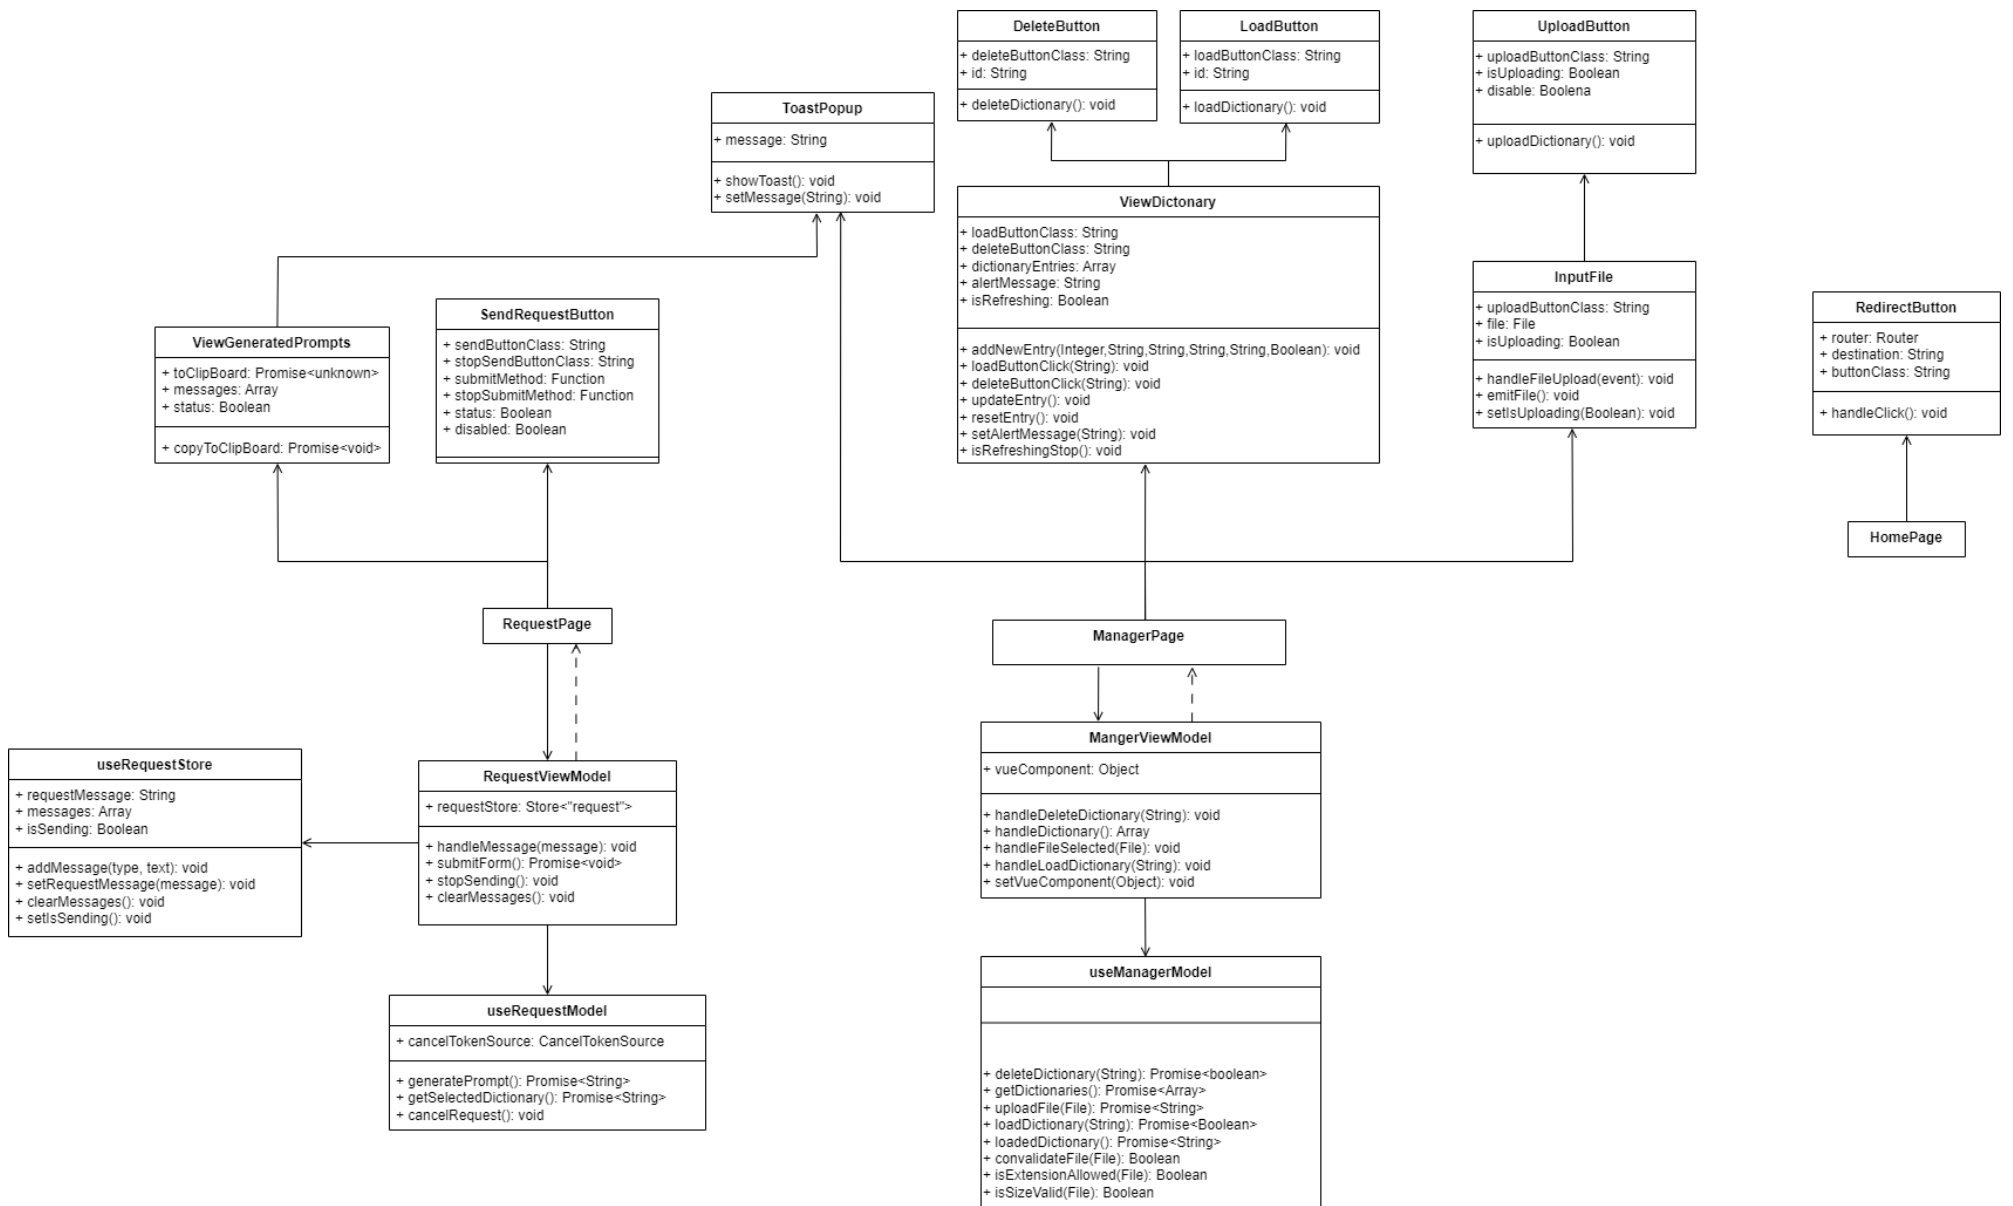 DeleteButton
+ deleteButtonClass: String
+ id: String
+ deleteDictionary(): void
LoadButton
+ loadButtonClass: String
+ id: String
+ loadDictionary(): void
UploadButton
+ uploadButtonClass: String
+ isUploading: Boolean
+ disable: Boolena
+ uploadDictionary(): void
ToastPopup
+ message: String
+ showToast(): void
+ setMessage(String): void
ViewDictonary
+ loadButtonClass: String
+ deleteButtonClass: String
+ dictionaryEntries: Array
+ alertMessage: String
+ isRefreshing: Boolean
+ addNewEntry(Integer,String,String,String,String,Boolean): void
+ loadButtonClick(String): void
+ deleteButtonClick(String): void
+ updateEntry(): void
+ resetEntry(): void
+ setAlertMessage(String): void
+ isRefreshingStop(): void
InputFile
+ uploadButtonClass: String
+ file: File
+ isUploading: Boolean
+ handleFileUpload(event): void
+ emitFile(): void
+ setIsUploading(Boolean): void
RedirectButton
+ router: Router
+ destination: String
+ buttonClass: String
+ handleClick(): void
ViewGeneratedPrompts
+ toClipBoard: Promise<unknown>
+ messages: Array
+ status: Boolean
+ copyToClipBoard: Promise<void>
SendRequestButton
+ sendButtonClass: String
+ stopSendButtonClass: String
+ submitMethod: Function
+ stopSubmitMethod: Function
+ status: Boolean
+ disabled: Boolean
HomePage
RequestPage
ManagerPage
useRequestStore
+ requestMessage: String
+ messages: Array
+ isSending: Boolean
+ addMessage(type, text): void
+ setRequestMessage(message): void
+ clearMessages(): void
+ setIsSending(): void
RequestViewModel
+ requestStore: Store<"request">
+ handleMessage(message): void
+ submitForm(): Promise<void>
+ stopSending(): void
+ clearMessages(): void
MangerViewModel
+ vueComponent: Object
+ handleDeleteDictionary(String): void
+ handleDictionary(): Array
+ handleFileSelected(File): void
+ handleLoadDictionary(String): void
+ setVueComponent(Object): void
useRequestModel
+ cancelTokenSource: CancelTokenSource
+ generatePrompt(): Promise<String>
+ getSelectedDictionary(): Promise<String>
+ cancelRequest(): void
useManagerModel
+ deleteDictionary(String): Promise<boolean>
+ getDictionaries(): Promise<Array>
+ uploadFile(File): Promise<String>
+ loadDictionary(String): Promise<Boolean>
+ loadedDictionary(): Promise<String>
+ convalidateFile(File): Boolean
+ isExtensionAllowed(File): Boolean
+ isSizeValid(File): Boolean